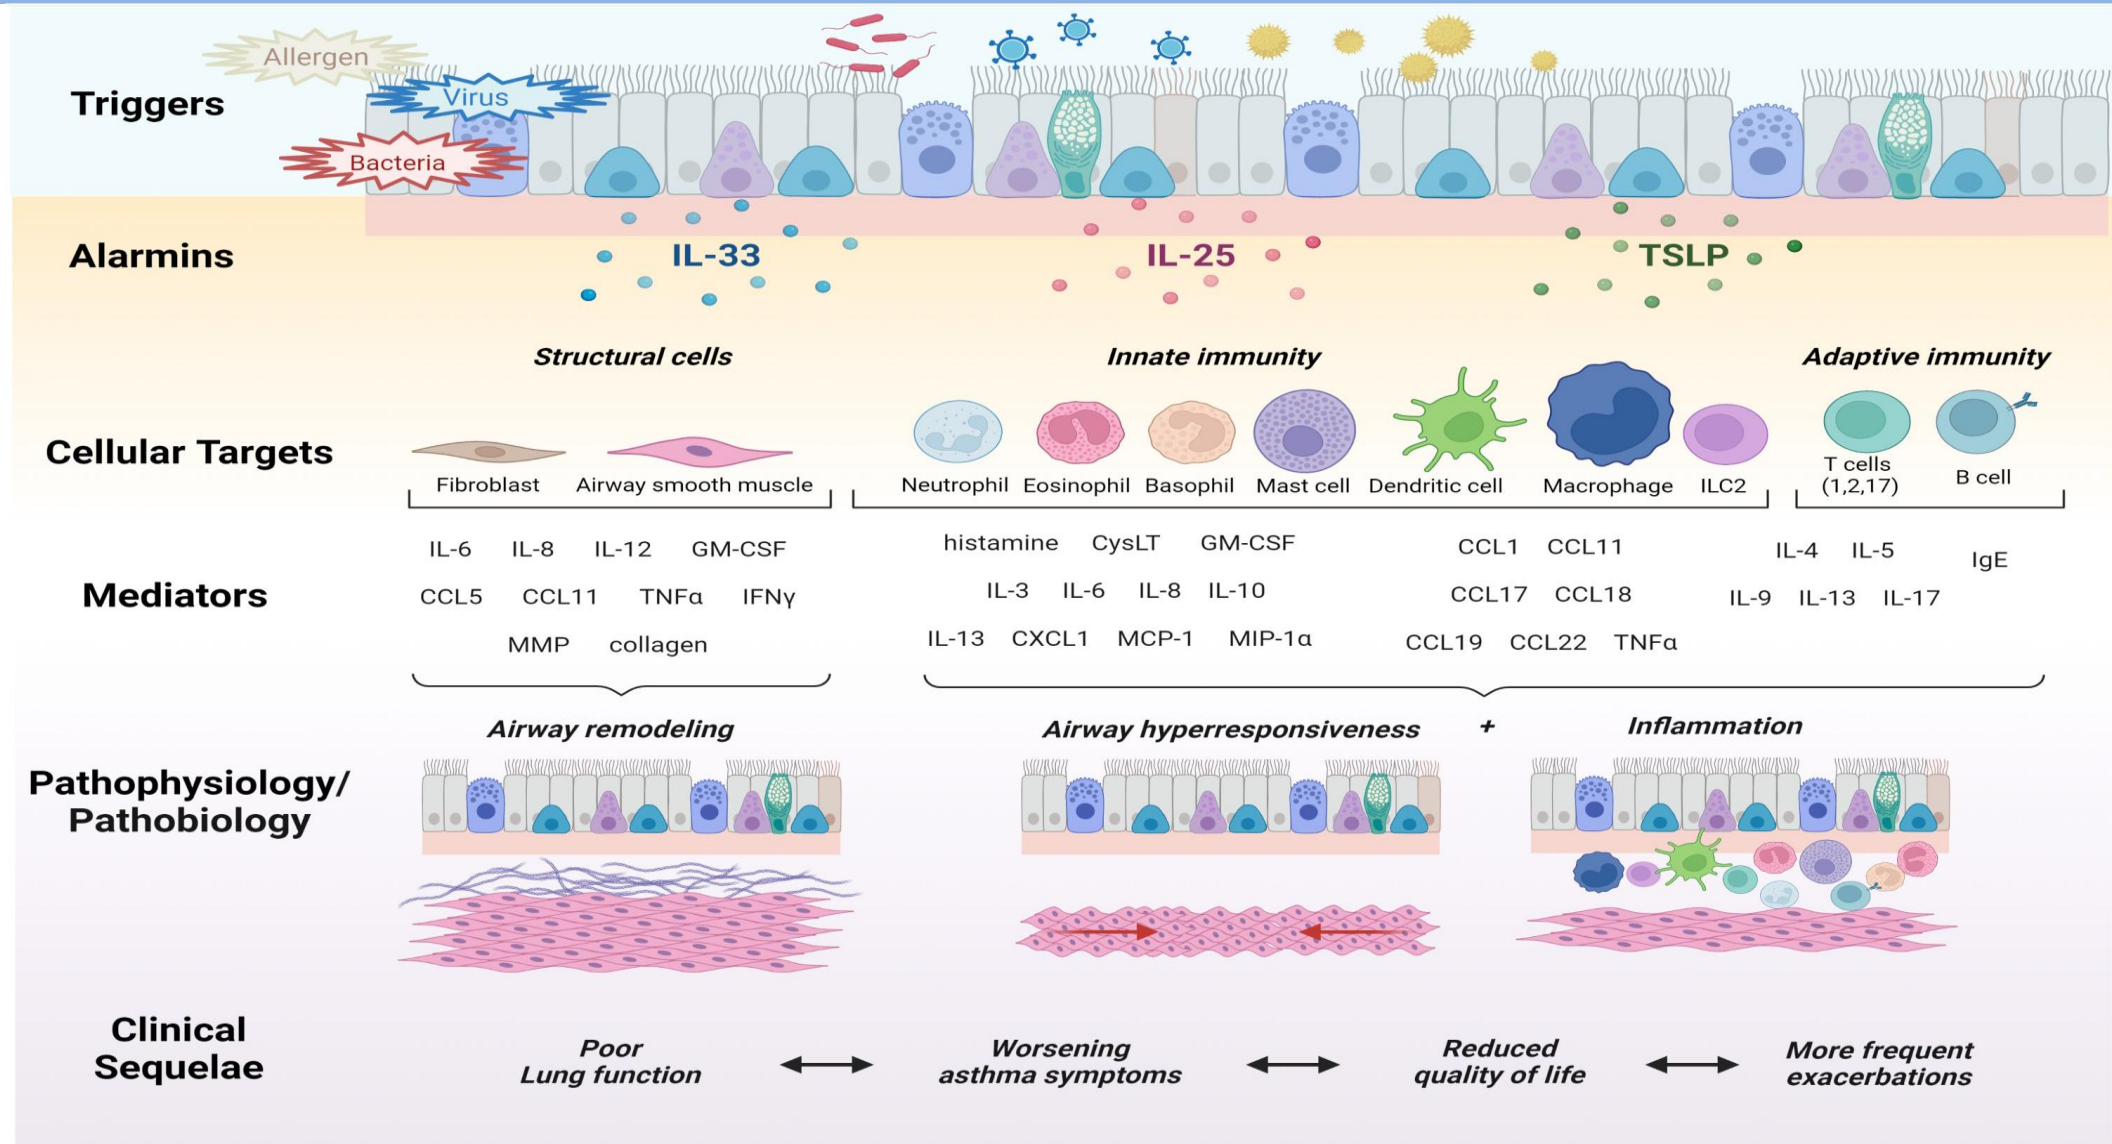 Allergen
Triggers
Virus
Bacteria
Alarmins
IL-33 IL-25 TSLP
Structural cells Innate immunity Adaptive immunity
Cellular Targets
Fibroblast Airway smooth muscle Neutrophil Eosinophil Basophil Mast cell Dendritic cell Macrophage ILC2 T cells
(1,2,17)
B cell
Mediators
IL-6 IL-8 IL-12 GM-CSF
CCL5 CCL11 TNFα IFNγ
MMP collagen
histamine CysLT GM-CSF
IL-3 IL-6 IL-8 IL-10
IL-13 CXCL1 MCP-1 MIP-1α
CCL1 CCL11
CCL17 CCL18
CCL19 CCL22 TNFα
IL-4 IL-5
IL-9 IL-13 IL-17
IgE
Airway remodeling Airway hyperresponsiveness + Inflammation
Pathophysiology/
Pathobiology
Clinical
Sequelae
Poor
Lung function
Worsening
asthma symptoms
Reduced
quality of life
More frequent
exacerbations